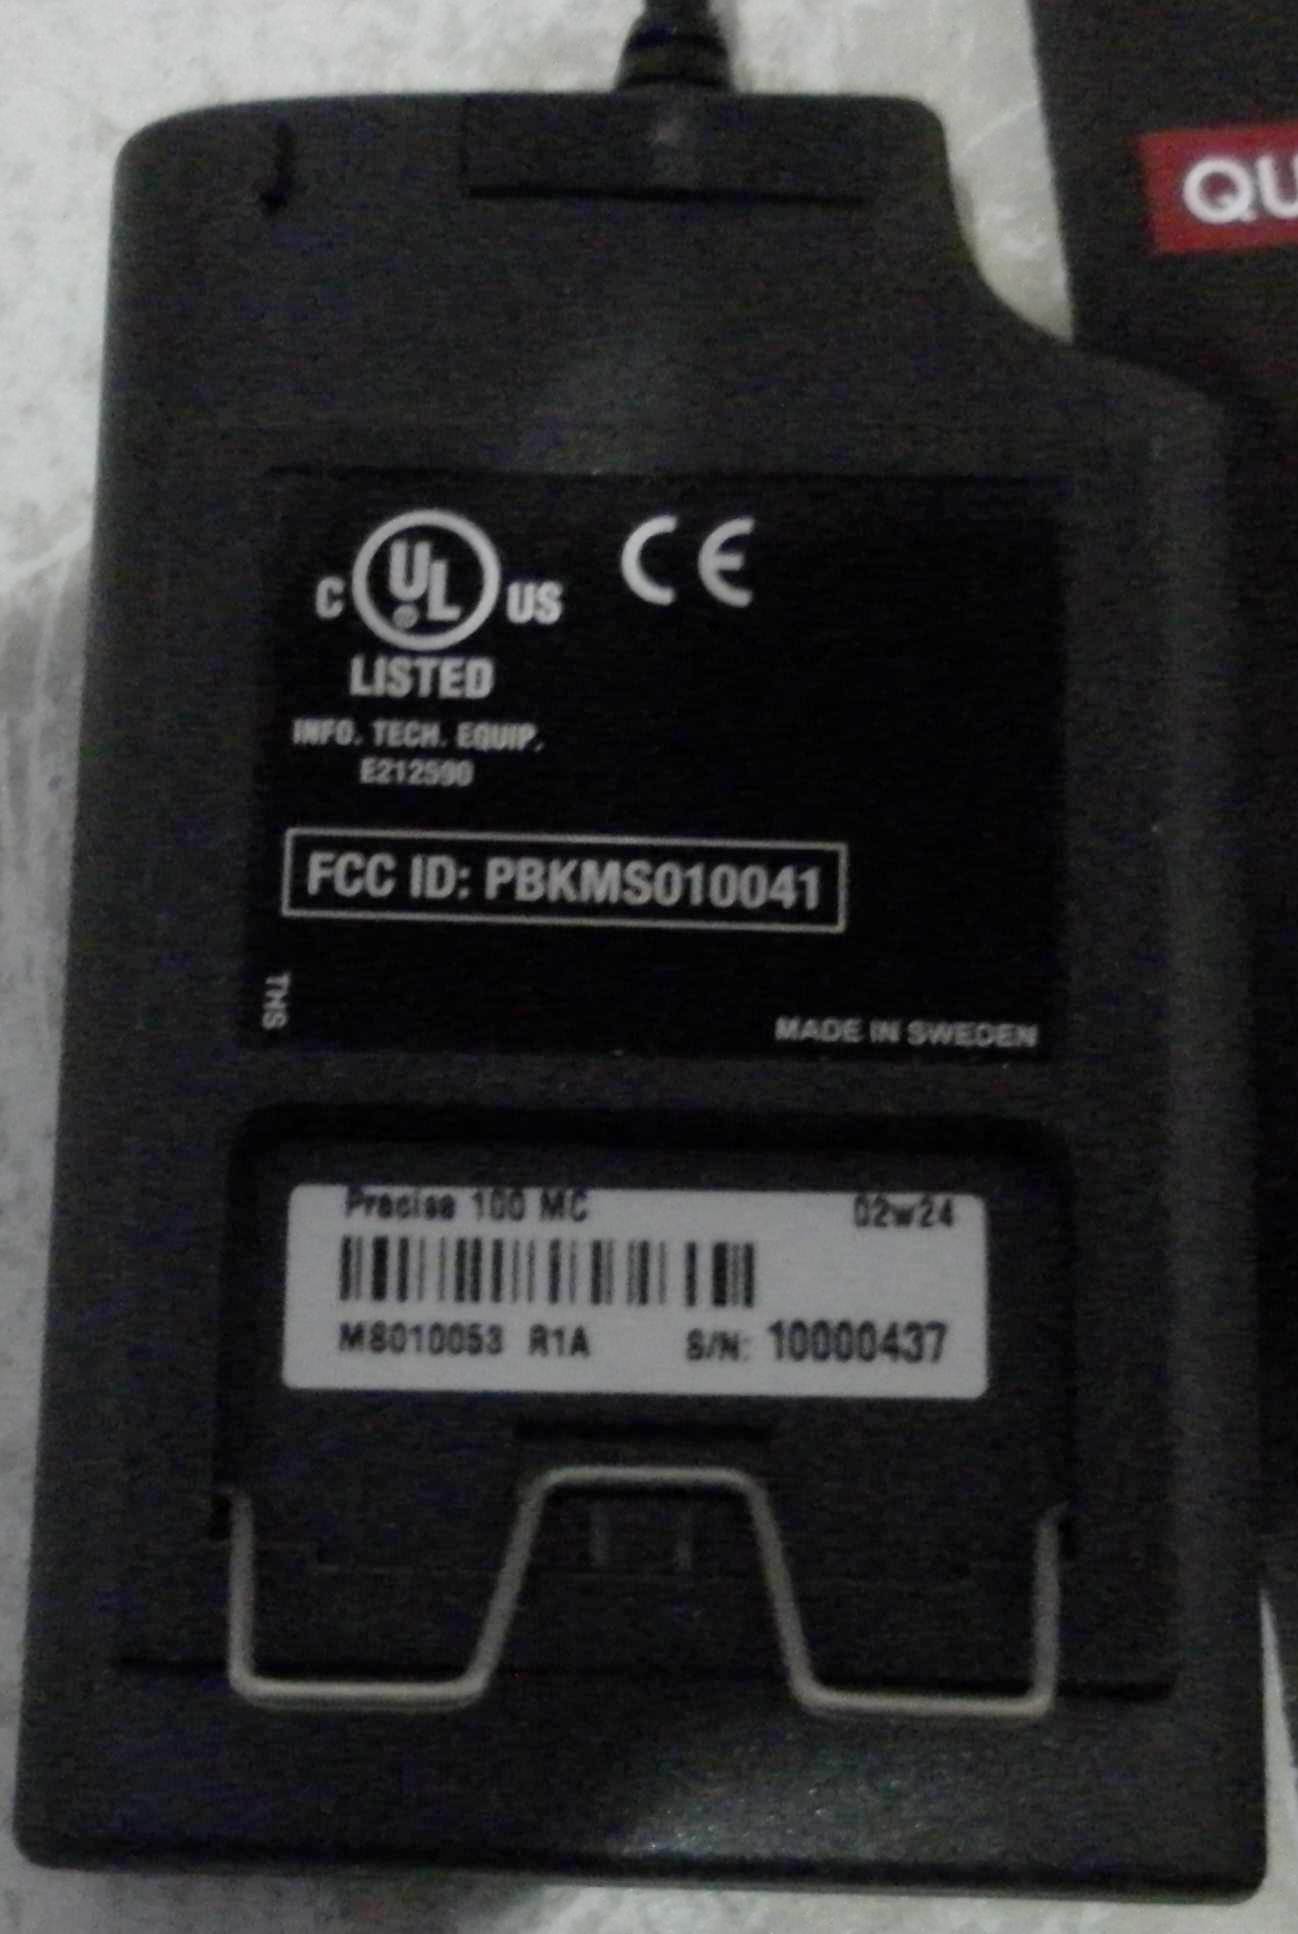 QU
C UL US CE
LISTED
INFO. TECH. EQUIP.
E212590
FCC ID: PBKMS010041
THS
MADE IN SWEDEN
Precise 100 MC 02w24
MS010053 R1A S/N: 10000437